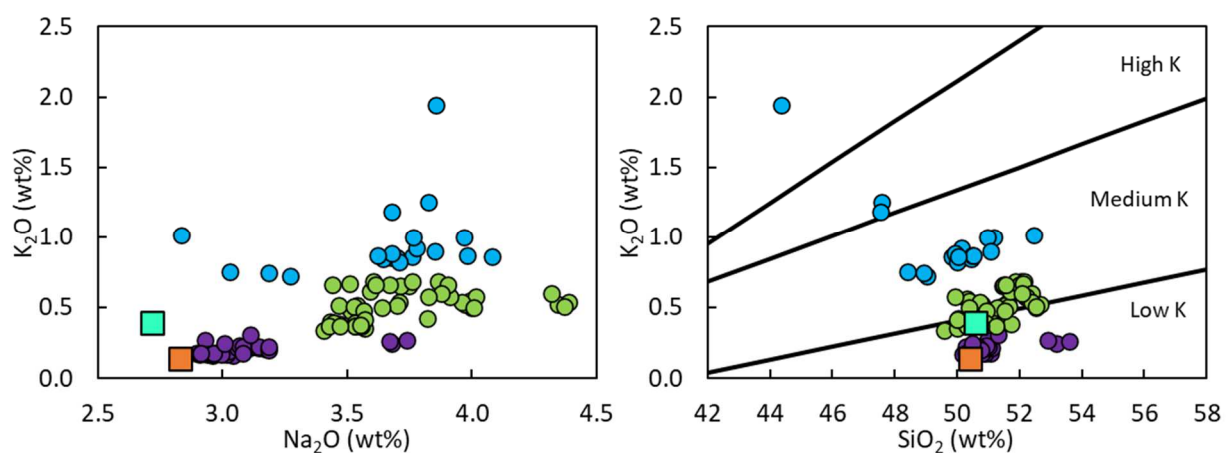 2.5
2.0
1.5
1.0
0.5
0.0
K₂O (wt%)
2.5 3.0 3.5 4.0 4.5
Na₂O (wt%)
2.5
2.0
1.5
1.0
0.5
0.0
K₂O (wt%)
High K
Medium K
Low K
42 44 46 48 50 52 54 56 58
SiO₂ (wt%)